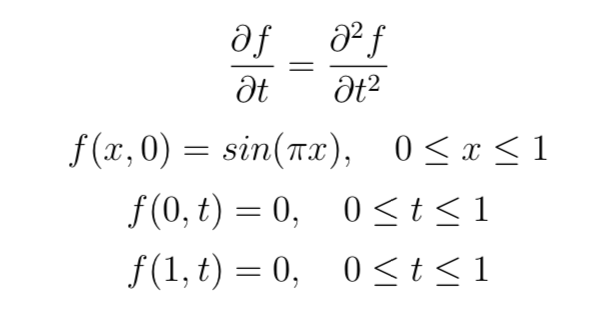 ∂f/∂t = ∂²f/∂t²
f(x, 0) = sin(πx), 0 ≤ x ≤ 1
f(0, t) = 0, 0 ≤ t ≤ 1
f(1, t) = 0, 0 ≤ t ≤ 1